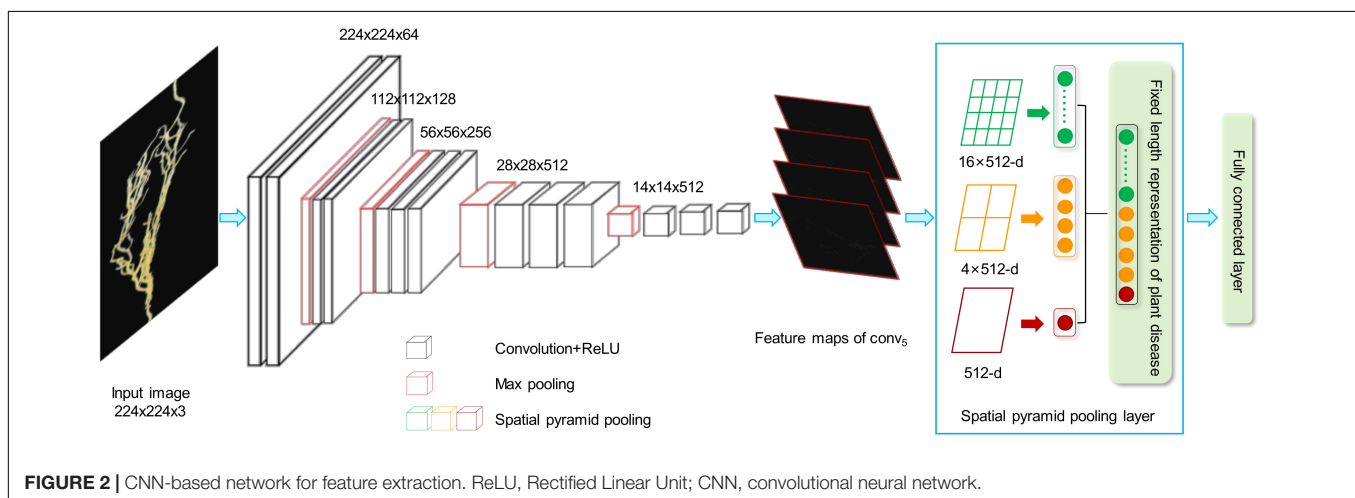 224x224x64
112x112x128
56x56x256
28x28x512
14x14x512
Input image
224x224x3
Convolution+ReLU
Max pooling
Spatial pyramid pooling
Feature maps of conv₅
16×512-d
4×512-d
512-d
Spatial pyramid pooling layer
Fixed length representation of plant disease
Fully connected layer
FIGURE 2 | CNN-based network for feature extraction. ReLU, Rectified Linear Unit; CNN, convolutional neural network.